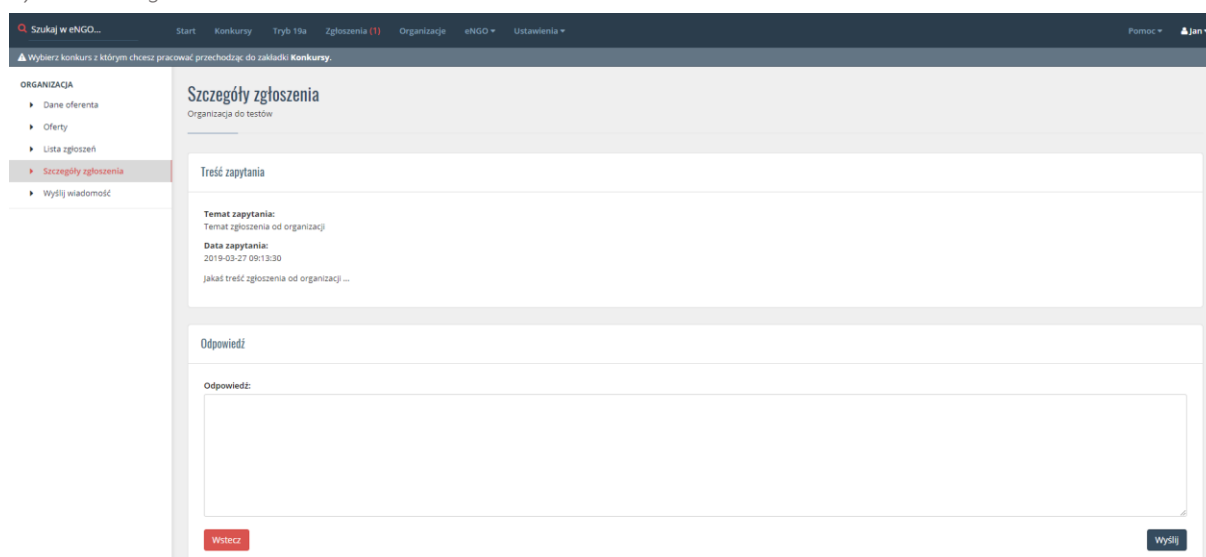 Szukaj w eNGO...
Start Konkursy Tryb 19a Zgłoszenia (1) Organizacje eNGO Ustawienia Pomoc Jan
Wybierz konkurs z którym chcesz pracować przechodząc do zakładki Konkursy.
ORGANIZACJA
Dane oferenta
Oferty
Lista zgłoszeń
Szczegóły zgłoszenia
Wyślij wiadomość
Szczegóły zgłoszenia
Organizacja do testów
Treść zapytania
Temat zapytania:
Temat zgłoszenia od organizacji
Data zapytania:
2019-03-27 09:13:30
Jakaś treść zgłoszenia od organizacji ...
Odpowiedź
Odpowiedź:
Wstecz Wyślij